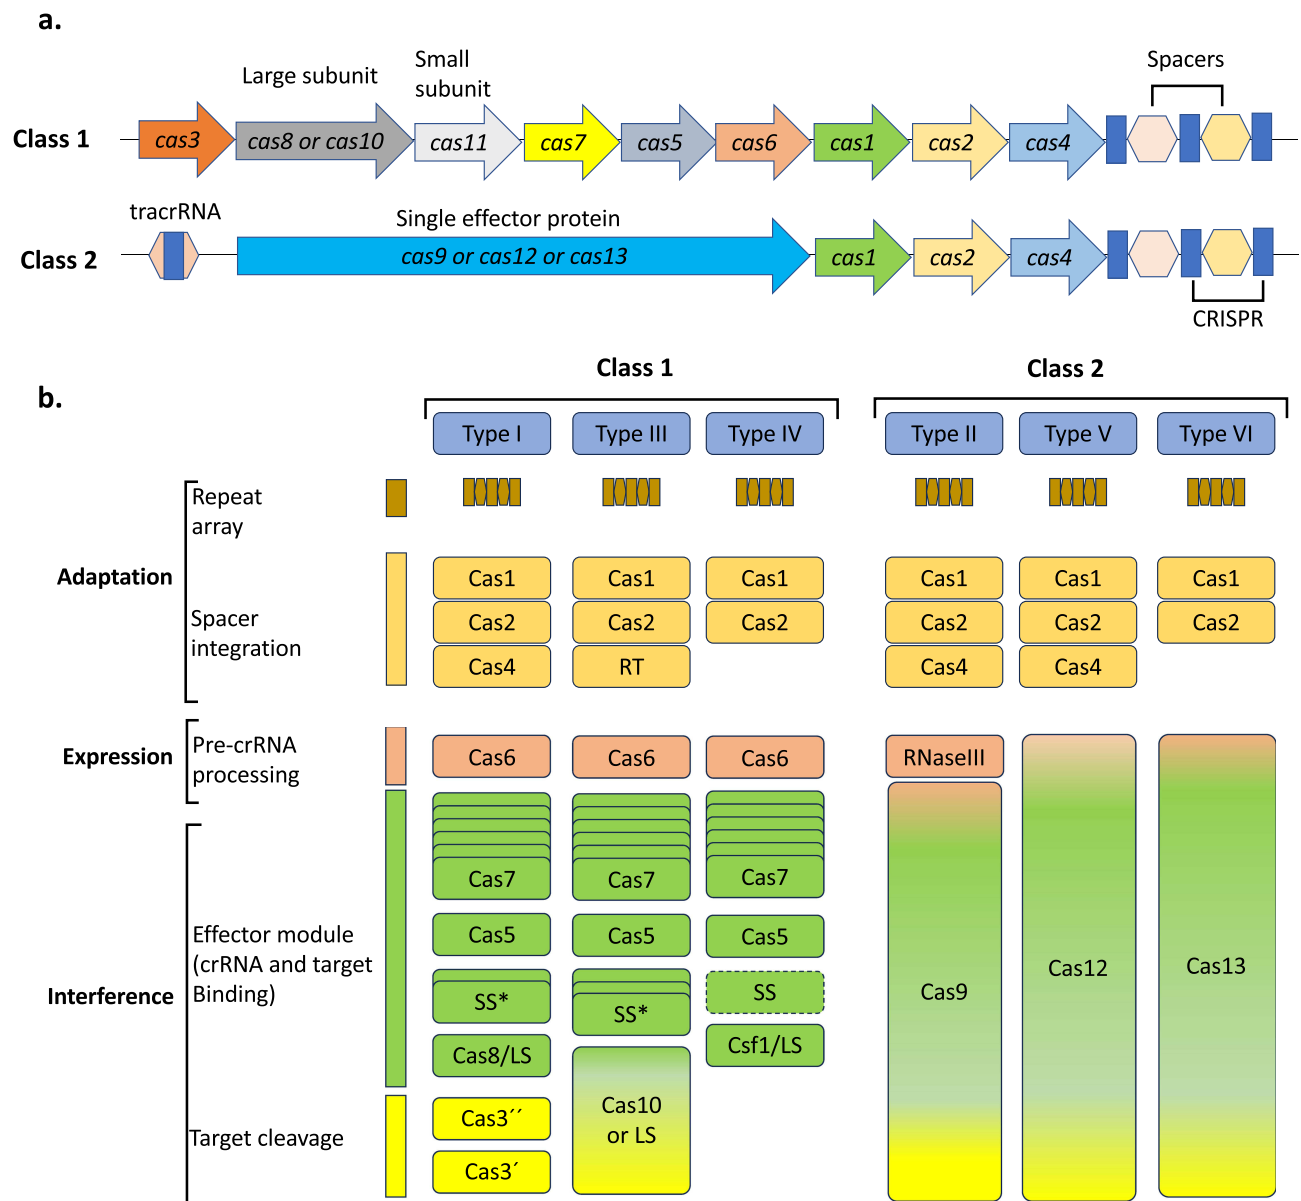 a.
Large subunit
Small
subunit
Spacers
Class 1
cas3
cas8 or cas10
cas11
cas7
cas5
cas6
cas1
cas2
cas4
tracrRNA
Single effector protein
Class 2
cas9 or cas12 or cas13
cas1
cas2
cas4
CRISPR
b.
Class 1
Class 2
Type I
Type III
Type IV
Type II
Type V
Type VI
Adaptation
Repeat
array
Spacer
integration
Cas1
Cas1
Cas1
Cas1
Cas1
Cas1
Cas2
Cas2
Cas2
Cas2
Cas2
Cas2
Cas4
RT
Cas4
Cas4
Expression
Pre-crRNA
processing
Cas6
Cas6
Cas6
RNaseIII
Interference
Effector module
(crRNA and target
Binding)
Cas7
Cas7
Cas7
Cas5
Cas5
Cas5
SS*
SS*
SS
Cas8/LS
Csf1/LS
Cas9
Cas12
Cas13
Target cleavage
Cas3´´
Cas10
or LS
Cas3´